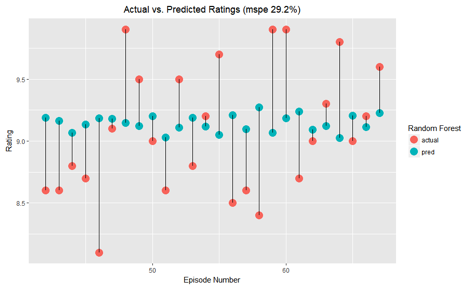 Actual vs. Predicted Ratings (mspe 29.2%)
Rating
9.5
9.0
8.5
50
60
Episode Number
Random Forest
actual
pred